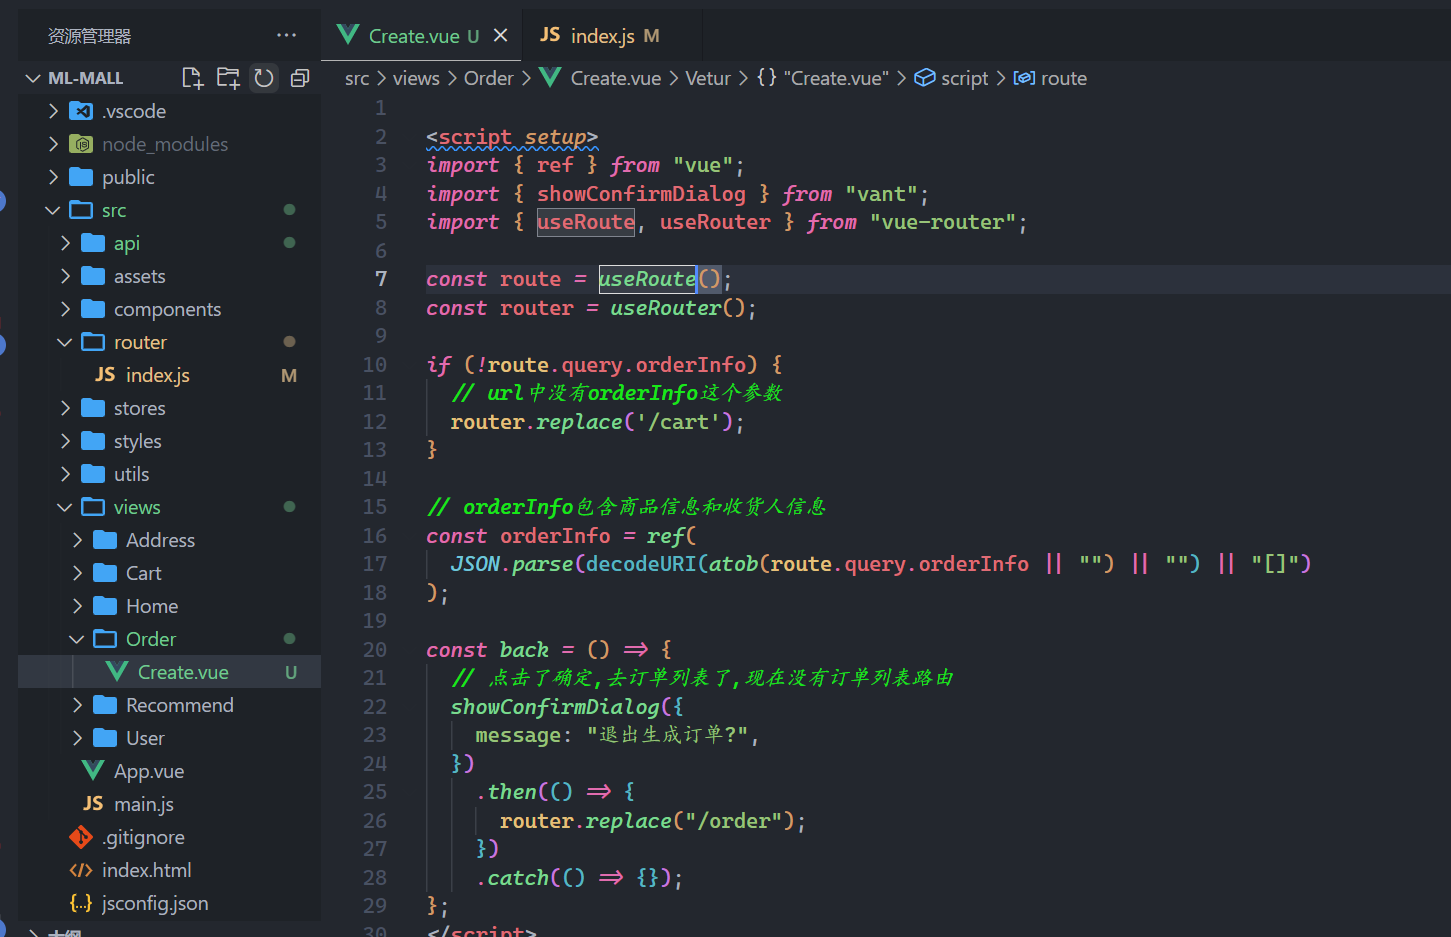 资源管理器 ···
Create.vue U
JS index.js M
ML-MALL
src > views > Order > Create.vue > Vetur > {} "Create.vue" > script > route
.vscode
node_modules
public
src
api
assets
components
router
JS index.js M
stores
styles
utils
views
Address
Cart
Home
Order
Create.vue U
Recommend
User
App.vue
JS main.js
.gitignore
</> index.html
{..} jsconfig.json
大纲
1
2 <script setup>
3 import { ref } from "vue";
4 import { showConfirmDialog } from "vant";
5 import { useRoute, useRouter } from "vue-router";
6
7 const route = useRoute();
8 const router = useRouter();
9
10 if (!route.query.orderInfo) {
11 // url中没有orderInfo这个参数
12 router.replace('/cart');
13 }
14
15 // orderInfo包含商品信息和收货人信息
16 const orderInfo = ref(
17 JSON.parse(decodeURI(atob(route.query.orderInfo || "") || "") || "[]")
18 );
19
20 const back = () => {
21 // 点击了确定,去订单列表了,现在没有订单列表路由
22 showConfirmDialog({
23 message: "退出生成订单?",
24 })
25 .then(() => {
26 router.replace("/order");
27 })
28 .catch(() => {});
29 };
30 </script>